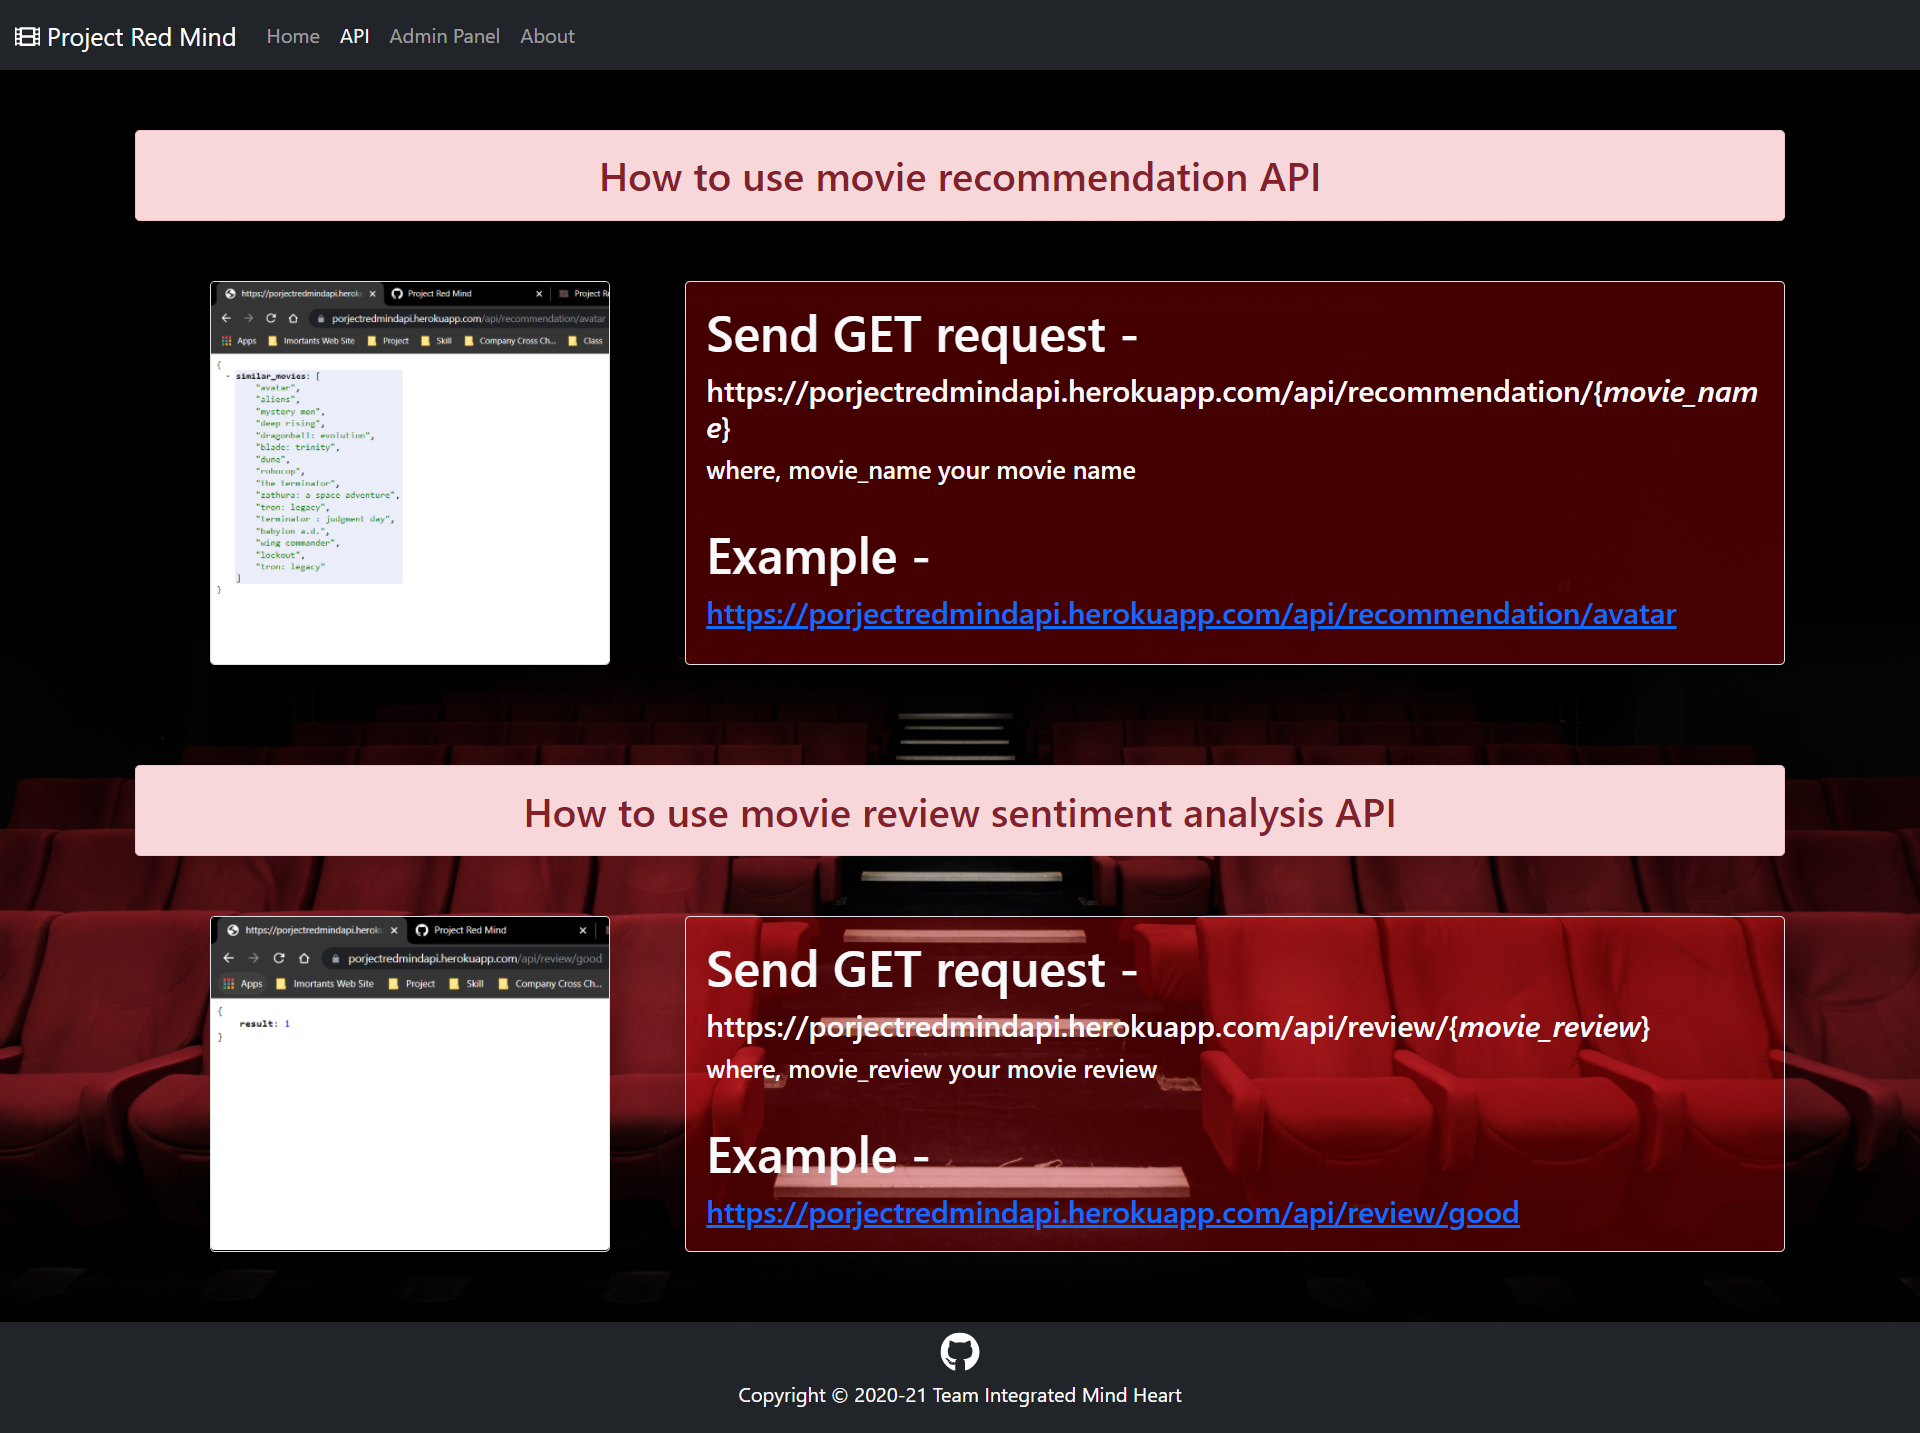 Project Red Mind Home API Admin Panel About
How to use movie recommendation API
https://porjectredmindapi.heroku Project Red Mind Project R
porjectredmindapi.herokuapp.com/api/recommendation/avatar
Apps Imortants Web Site Project Skill Company Cross Ch... Class
{
- similar_movies: [
"avatar",
"aliens",
"mystery men",
"deep rising",
"dragonball: evolution",
"blade: trinity",
"dune",
"robocop",
"the terminator",
"zathura: a space adventure",
"tron: legacy",
"terminator : judgment day",
"babylon a.d.",
"wing commander",
"lockout",
"tron: legacy"
]
}
Send GET request -
https://porjectredmindapi.herokuapp.com/api/recommendation/{movie_nam
e}
where, movie_name your movie name
Example -
https://porjectredmindapi.herokuapp.com/api/recommendation/avatar
How to use movie review sentiment analysis API
https://porjectredmindapi.heroku Project Red Mind
porjectredmindapi.herokuapp.com/api/review/good
Apps Imortants Web Site Project Skill Company Cross Ch...
{
result: 1
}
Send GET request -
https://porjectredmindapi.herokuapp.com/api/review/{movie_review}
where, movie_review your movie review
Example -
https://porjectredmindapi.herokuapp.com/api/review/good
Copyright © 2020-21 Team Integrated Mind Heart